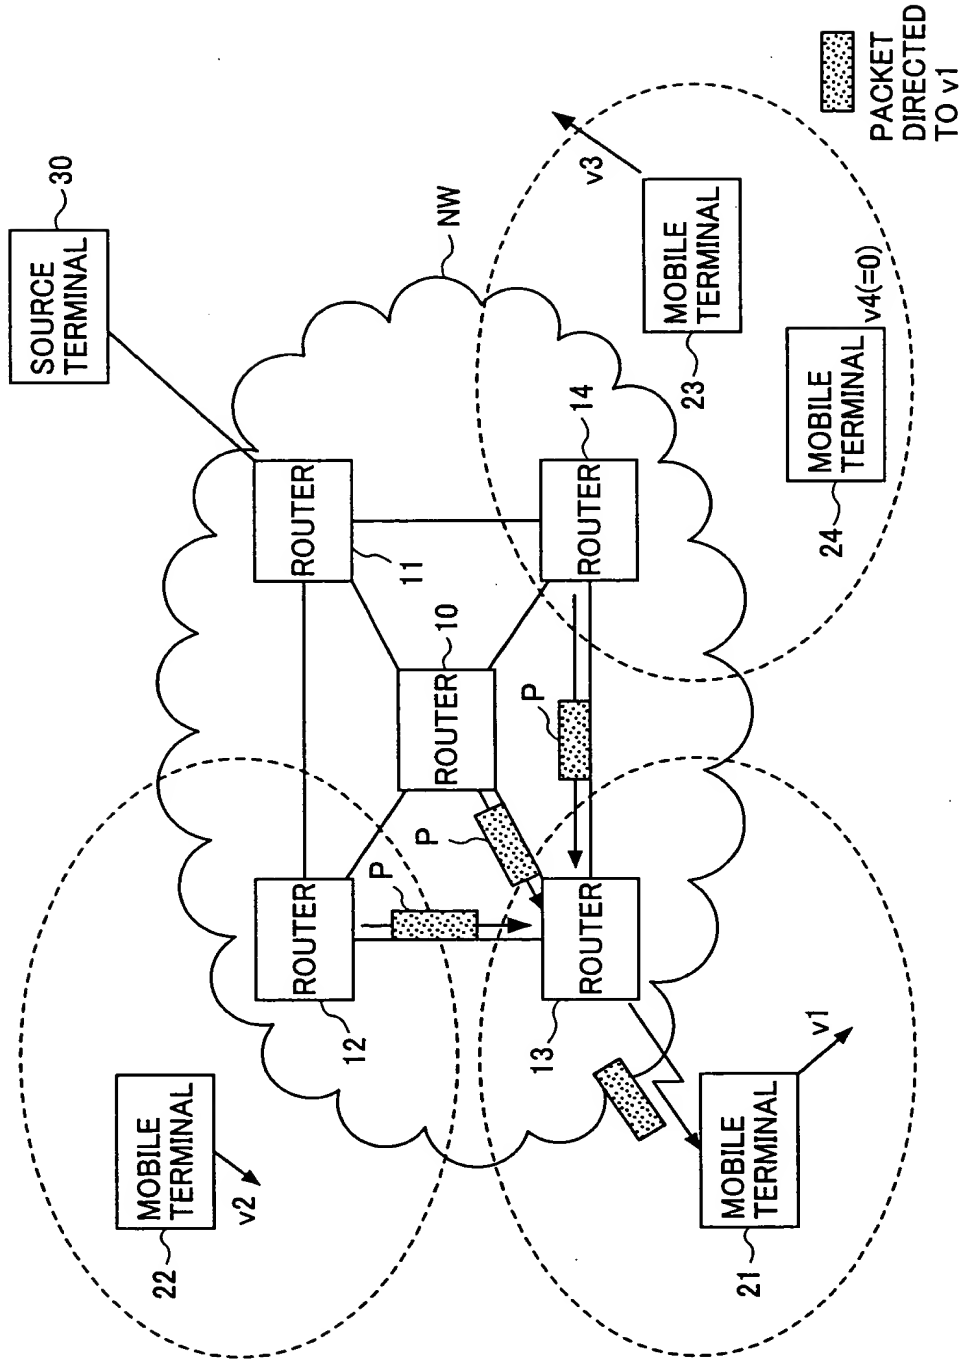 SOURCE
TERMINAL
30
NW
MOBILE
TERMINAL
22
v2
ROUTER
12
ROUTER
11
ROUTER
10
P
P
P
ROUTER
13
ROUTER
14
MOBILE
TERMINAL
21
v1
MOBILE
TERMINAL
23
v3
MOBILE
TERMINAL
24
v4(=0)
PACKET
DIRECTED
TO v1